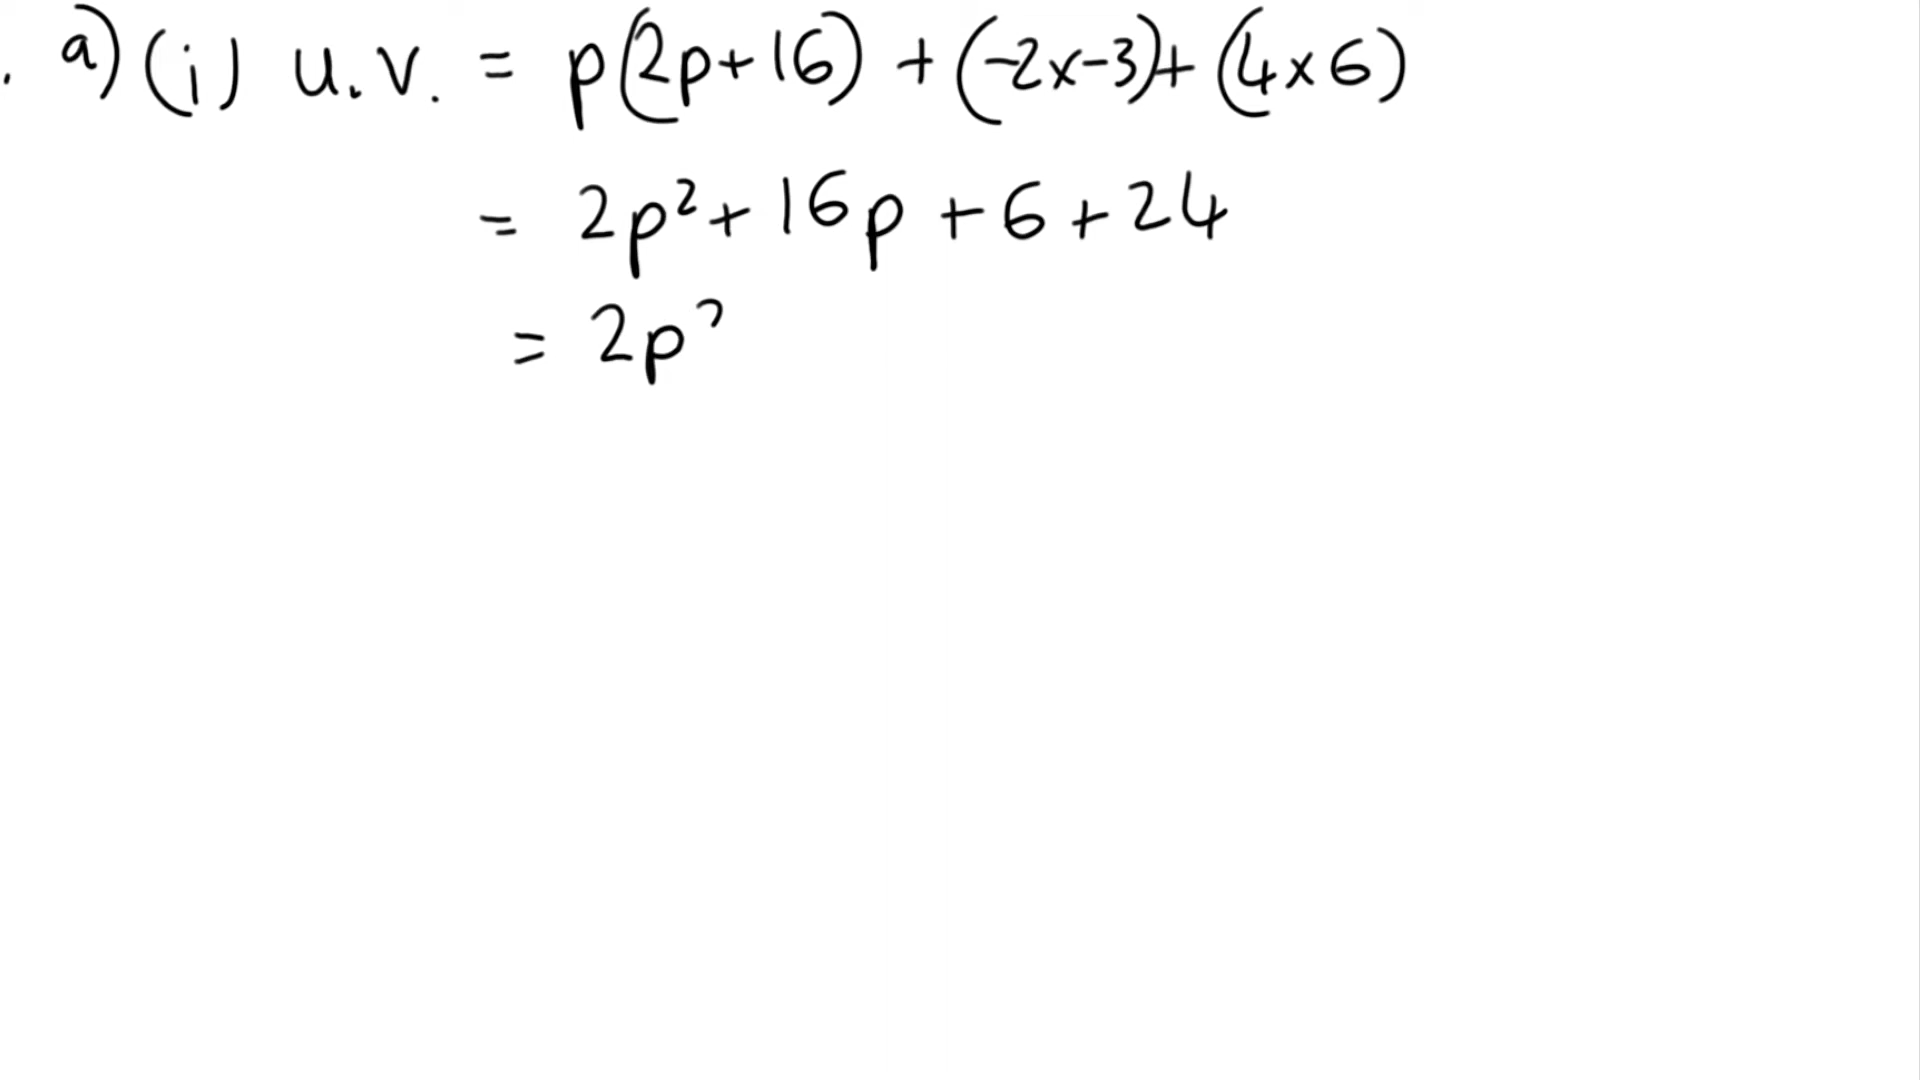 . a) (i) u.v. = p(2p+16) + (-2x-3)+(4x6)
= 2p²+16p+6+24
= 2p²